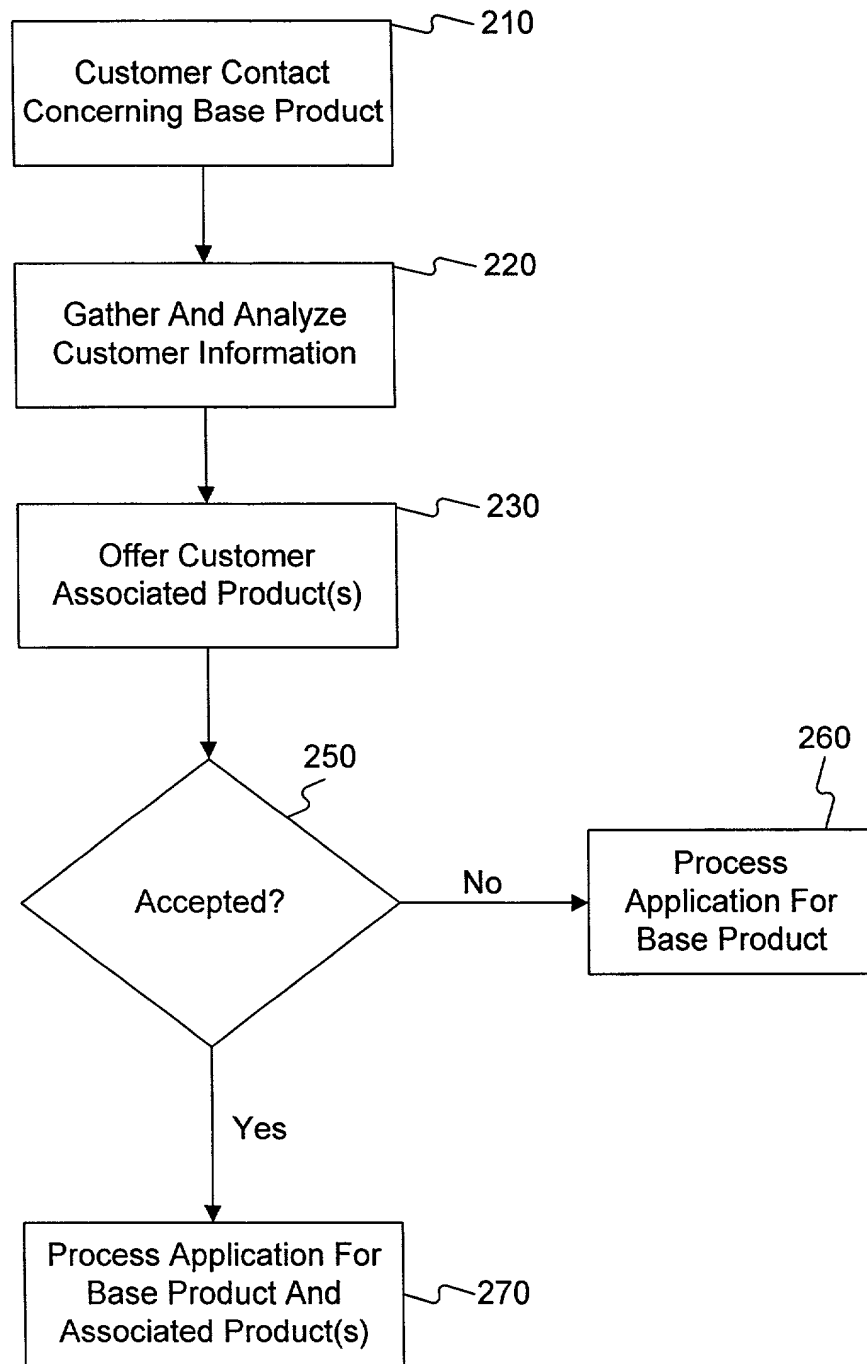 210
Customer Contact
Concerning Base Product
220
Gather And Analyze
Customer Information
230
Offer Customer
Associated Product(s)
250
260
Accepted?
No
Process
Application For
Base Product
Yes
Process Application For
Base Product And
Associated Product(s)
270